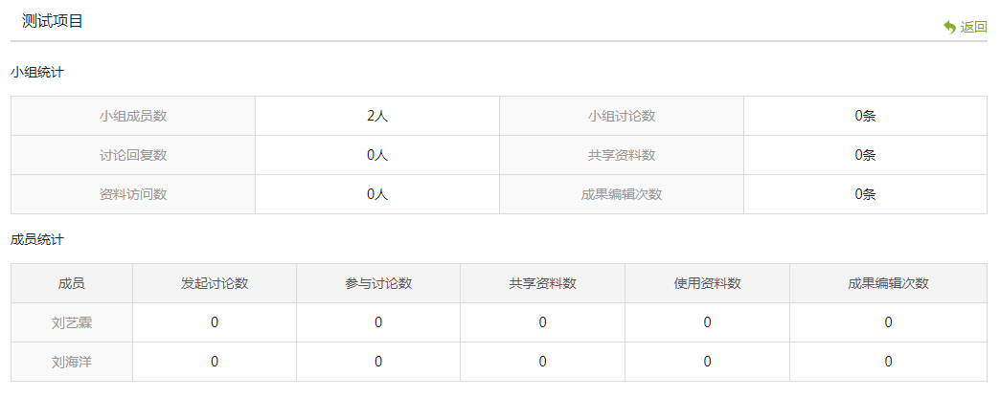 测试项目
返回
小组统计
小组成员数 2人 小组讨论数 0条
讨论回复数 0人 共享资料数 0条
资料访问数 0人 成果编辑次数 0条
成员统计
成员 发起讨论数 参与讨论数 共享资料数 使用资料数 成果编辑次数
刘艺霖 0 0 0 0 0
刘海洋 0 0 0 0 0